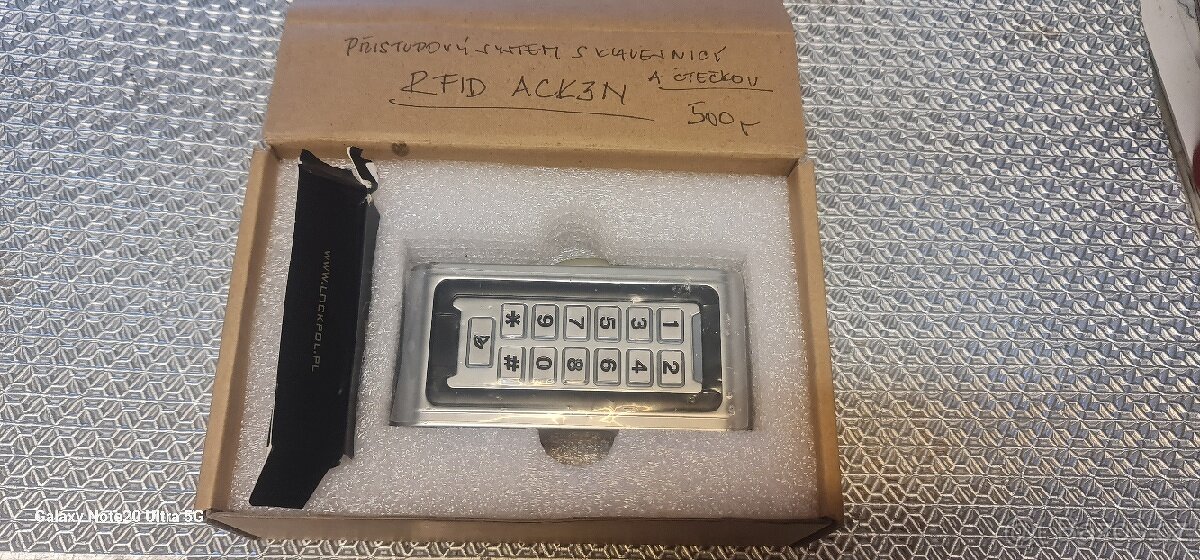 PŘÍSTUPOVÝ SYSTEM S KLÁVESNICÍ
A ČTEČKOU
RFID ACK3N
500,-
WWW.LOCKPOL.PL
* 9 7 5 3 1
# 0 8 6 4 2
Galaxy Note20 Ultra 5G